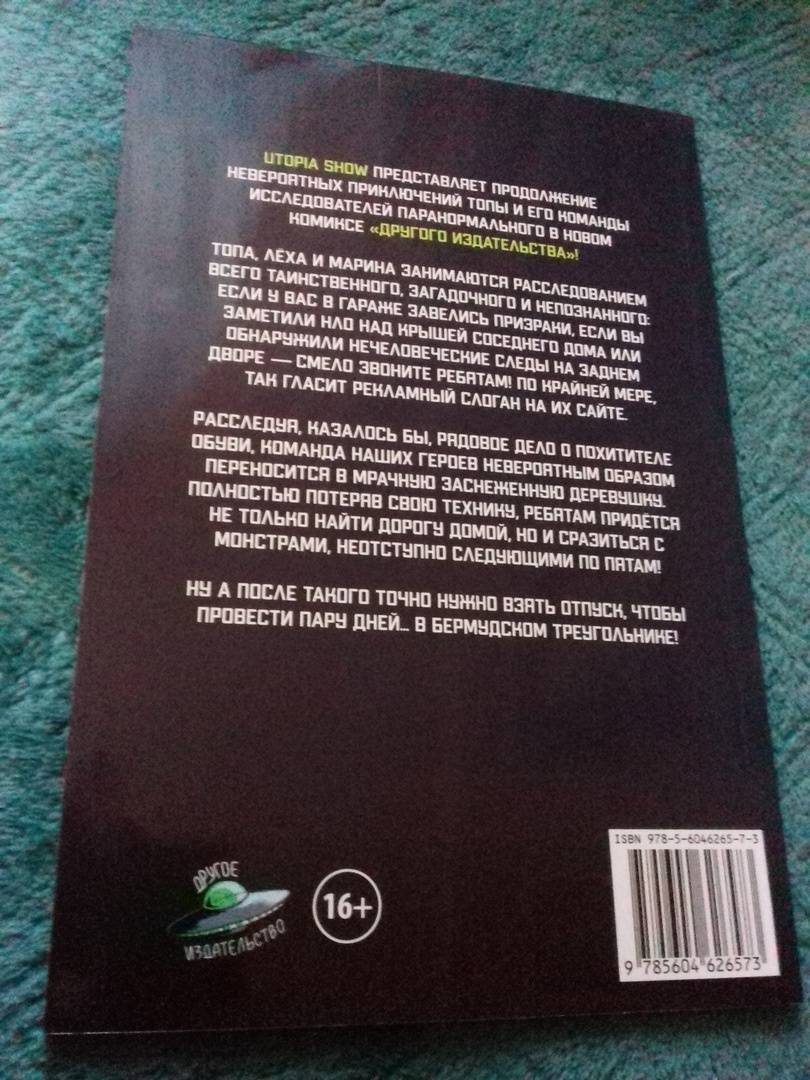 UTOPIA SHOW ПРЕДСТАВЛЯЕТ ПРОДОЛЖЕНИЕ
НЕВЕРОЯТНЫХ ПРИКЛЮЧЕНИЙ ТОПЫ И ЕГО КОМАНДЫ
ИССЛЕДОВАТЕЛЕЙ ПАРАНОРМАЛЬНОГО В НОВОМ
КОМИКСЕ «ДРУГОГО ИЗДАТЕЛЬСТВА»!
ТОПА, ЛЁХА И МАРИНА ЗАНИМАЮТСЯ РАССЛЕДОВАНИЕМ
ВСЕГО ТАИНСТВЕННОГО, ЗАГАДОЧНОГО И НЕПОЗНАННОГО:
ЕСЛИ У ВАС В ГАРАЖЕ ЗАВЕЛИСЬ ПРИЗРАКИ, ЕСЛИ ВЫ
ЗАМЕТИЛИ НЛО НАД КРЫШЕЙ СОСЕДНЕГО ДОМА ИЛИ
ОБНАРУЖИЛИ НЕЧЕЛОВЕЧЕСКИЕ СЛЕДЫ НА ЗАДНЕМ
ДВОРЕ — СМЕЛО ЗВОНИТЕ РЕБЯТАМ! ПО КРАЙНЕЙ МЕРЕ,
ТАК ГЛАСИТ РЕКЛАМНЫЙ СЛОГАН НА ИХ САЙТЕ.
РАССЛЕДУЯ, КАЗАЛОСЬ БЫ, РЯДОВОЕ ДЕЛО О ПОХИТИТЕЛЕ
ОБУВИ, КОМАНДА НАШИХ ГЕРОЕВ НЕВЕРОЯТНЫМ ОБРАЗОМ
ПЕРЕНОСИТСЯ В МРАЧНУЮ ЗАСНЕЖЕННУЮ ДЕРЕВУШКУ.
ПОЛНОСТЬЮ ПОТЕРЯВ СВОЮ ТЕХНИКУ, РЕБЯТАМ ПРИДЁТСЯ
НЕ ТОЛЬКО НАЙТИ ДОРОГУ ДОМОЙ, НО И СРАЗИТЬСЯ С
МОНСТРАМИ, НЕОТСТУПНО СЛЕДУЮЩИМИ ПО ПЯТАМ!
НУ А ПОСЛЕ ТАКОГО ТОЧНО НУЖНО ВЗЯТЬ ОТПУСК, ЧТОБЫ
ПРОВЕСТИ ПАРУ ДНЕЙ... В БЕРМУДСКОМ ТРЕУГОЛЬНИКЕ!
ДРУГОЕ
ИЗДАТЕЛЬСТВО
16+
ISBN 978-5-6046265-7-3
9 785604 626573